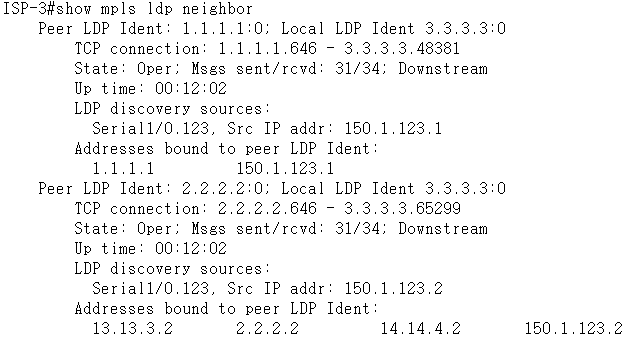 ISP-3#show mpls ldp neighbor
Peer LDP Ident: 1.1.1.1:0; Local LDP Ident 3.3.3.3:0
TCP connection: 1.1.1.1.646 - 3.3.3.3.48381
State: Oper; Msgs sent/rcvd: 31/34; Downstream
Up time: 00:12:02
LDP discovery sources:
Serial1/0.123, Src IP addr: 150.1.123.1
Addresses bound to peer LDP Ident:
1.1.1.1 150.1.123.1
Peer LDP Ident: 2.2.2.2:0; Local LDP Ident 3.3.3.3:0
TCP connection: 2.2.2.2.646 - 3.3.3.3.65299
State: Oper; Msgs sent/rcvd: 31/34; Downstream
Up time: 00:12:02
LDP discovery sources:
Serial1/0.123, Src IP addr: 150.1.123.2
Addresses bound to peer LDP Ident:
13.13.3.2 2.2.2.2 14.14.4.2 150.1.123.2